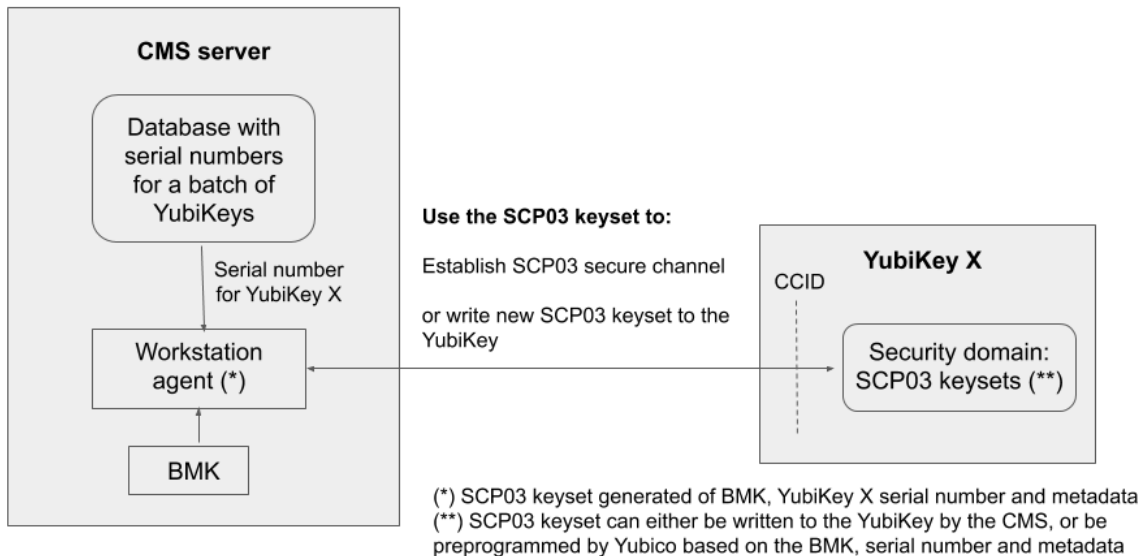 CMS server
Database with
serial numbers
for a batch of
YubiKeys
Serial number
for YubiKey X
Workstation
agent (*)
BMK
Use the SCP03 keyset to:
Establish SCP03 secure channel
or write new SCP03 keyset to the
YubiKey
YubiKey X
CCID
Security domain:
SCP03 keysets (**)
(*) SCP03 keyset generated of BMK, YubiKey X serial number and metadata
(**) SCP03 keyset can either be written to the YubiKey by the CMS, or be
preprogrammed by Yubico based on the BMK, serial number and metadata